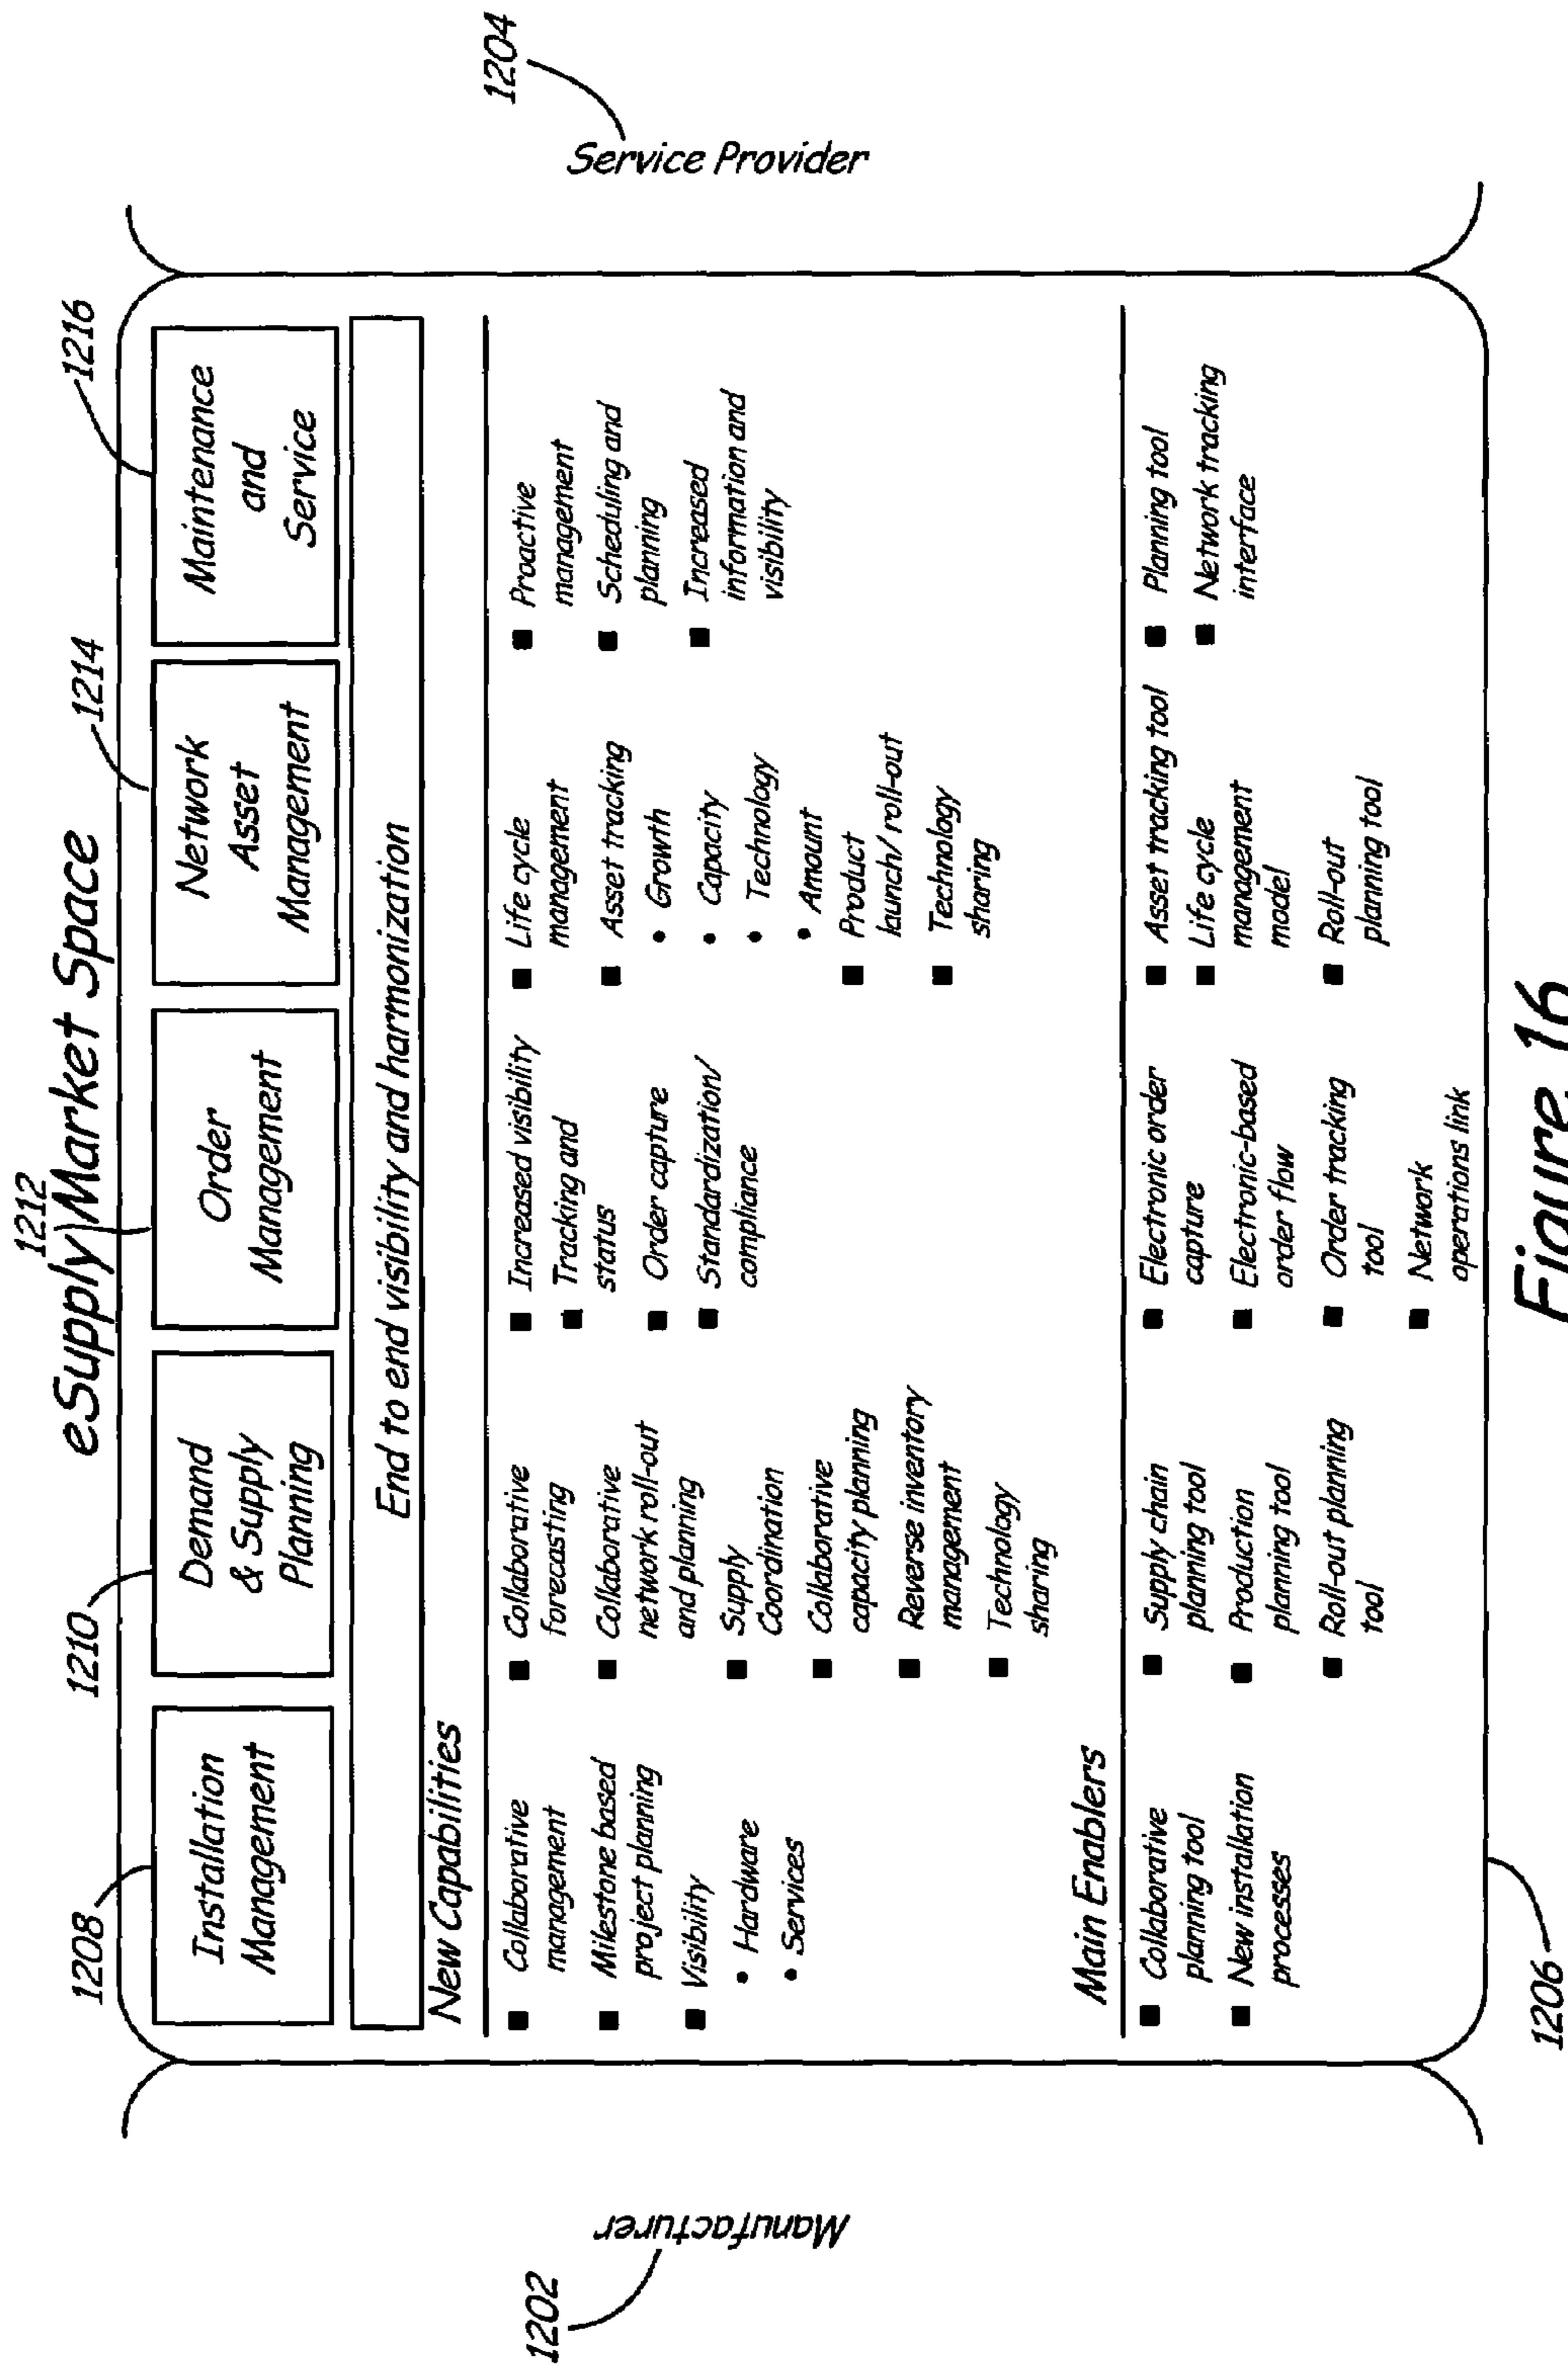 eSupply Market Space
1202
Manufacturer
1204
Service Provider
1206
1208
Installation
Management
1210
Demand
& Supply
Planning
1212
Order
Management
1214
Network
Asset
Management
1216
Maintenance
and
Service
End to end visibility and harmonization
New Capabilities
■ Collaborative
management
■ Milestone based
project planning
■ Visibility
• Hardware
• Services
■ Collaborative
forecasting
■ Collaborative
network roll-out
and planning
■ Supply
Coordination
■ Collaborative
capacity planning
■ Reverse inventory
management
■ Technology
sharing
■ Increased visibility
■ Tracking and
status
■ Order capture
■ Standardization/
compliance
■ Life cycle
management
■ Asset tracking
• Growth
• Capacity
• Technology
• Amount
■ Product
launch/ roll-out
■ Technology
sharing
■ Proactive
management
■ Scheduling and
planning
■ Increased
information and
visibility
Main Enablers
■ Collaborative
planning tool
■ New installation
processes
■ Supply chain
planning tool
■ Production
planning tool
■ Roll-out planning
tool
■ Electronic order
capture
■ Electronic-based
order flow
■ Order tracking
tool
■ Network
operations link
■ Asset tracking tool
■ Life cycle
management
model
■ Roll-out
planning tool
■ Planning tool
■ Network tracking
interface
Figure 16